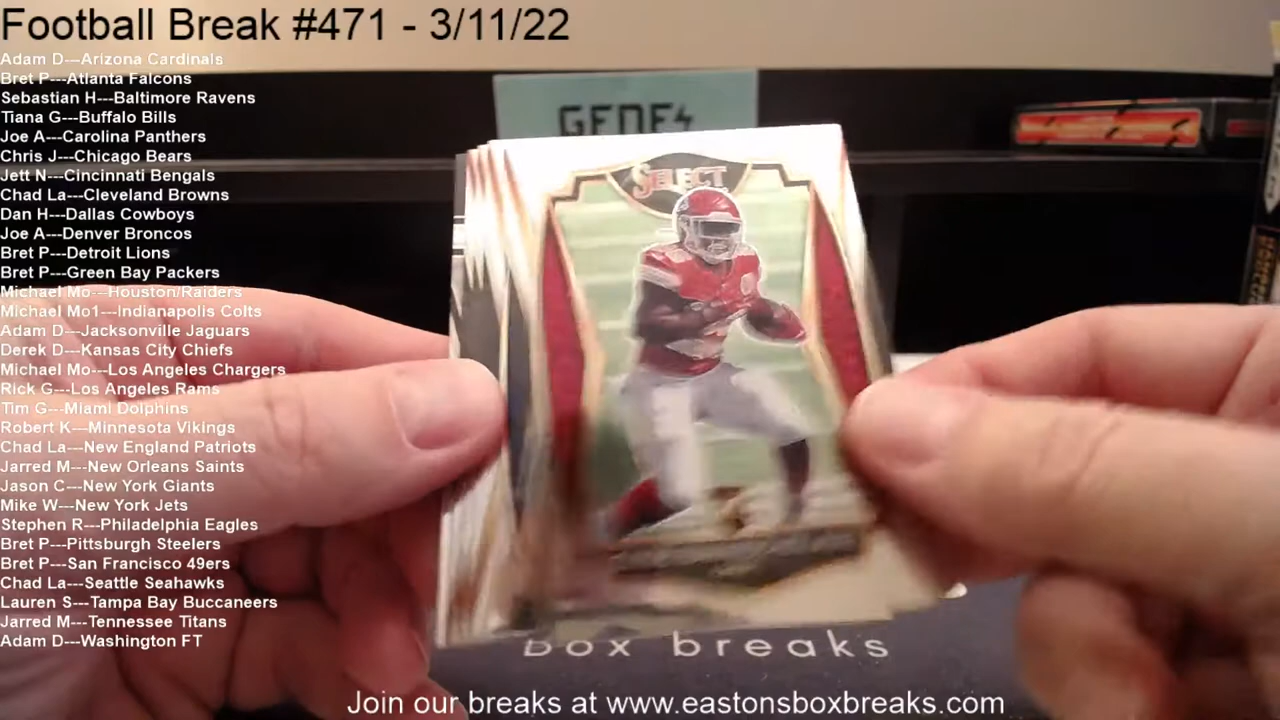 Football Break #471 - 3/11/22
Adam D---Arizona Cardinals
Bret P---Atlanta Falcons
Sebastian H---Baltimore Ravens
Tiana G---Buffalo Bills
Joe A---Carolina Panthers
Chris J---Chicago Bears
Jett N---Cincinnati Bengals
Chad La---Cleveland Browns
Dan H---Dallas Cowboys
Joe A---Denver Broncos
Bret P---Detroit Lions
Bret P---Green Bay Packers
Michael Mo---Houston/Raiders
Michael Mo1---Indianapolis Colts
Adam D---Jacksonville Jaguars
Derek D---Kansas City Chiefs
Michael Mo---Los Angeles Chargers
Rick G---Los Angeles Rams
Tim G---Miami Dolphins
Robert K---Minnesota Vikings
Chad La---New England Patriots
Jarred M---New Orleans Saints
Jason C---New York Giants
Mike W---New York Jets
Stephen R---Philadelphia Eagles
Bret P---Pittsburgh Steelers
Bret P---San Francisco 49ers
Chad La---Seattle Seahawks
Lauren S---Tampa Bay Buccaneers
Jarred M---Tennessee Titans
Adam D---Washington FT
SELECT
box breaks
Join our breaks at www.eastonsboxbreaks.com